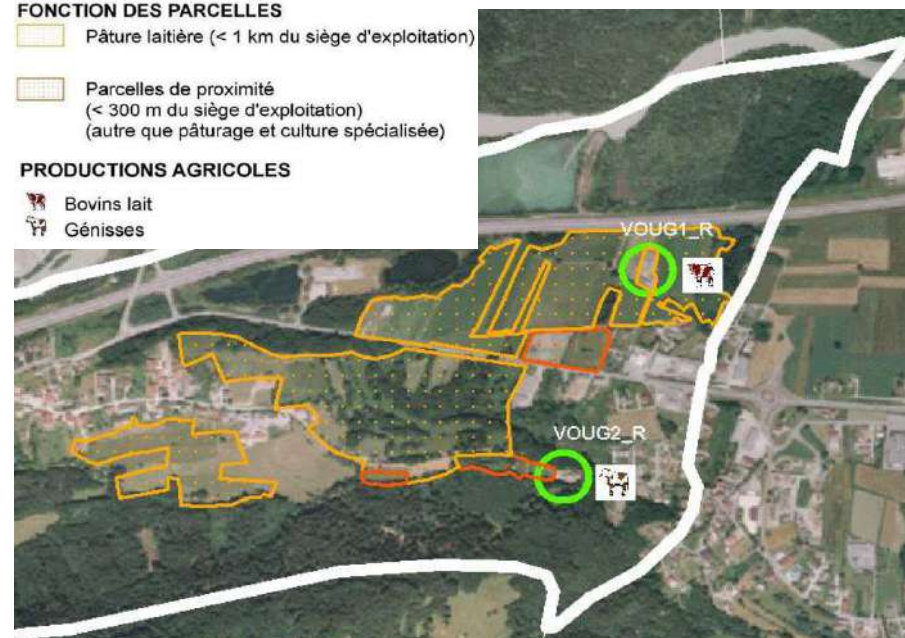 FONCTION DES PARCELLES
Pâture laitière (< 1 km du siège d'exploitation)
Parcelles de proximité
(< 300 m du siège d'exploitation)
(autre que pâturage et culture spécialisée)
PRODUCTIONS AGRICOLES
Bovins lait
Génisses
VOUG1_R
VOUG2_R